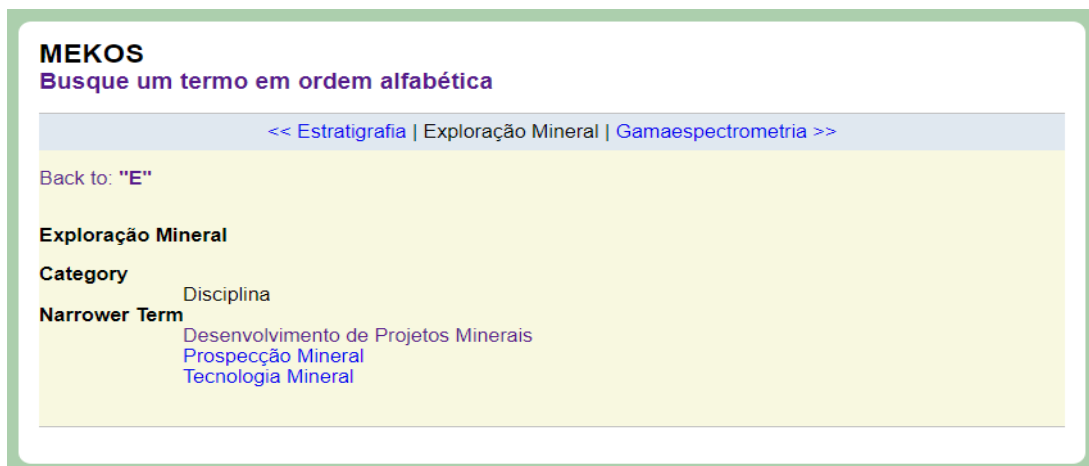 MEKOS
Busque um termo em ordem alfabética
<< Estratigrafia | Exploração Mineral | Gamaespectrometria >>
Back to: "E"
Exploração Mineral
Category
Disciplina
Narrower Term
Desenvolvimento de Projetos Minerais
Prospecção Mineral
Tecnologia Mineral